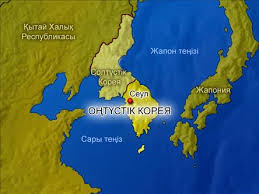 Қытай Халық
Республикасы
Жапон теңізі
Солтүстік
Корея
Сеул
Жапония
ОҢТҮСТІК КОРЕЯ
Сары теңіз